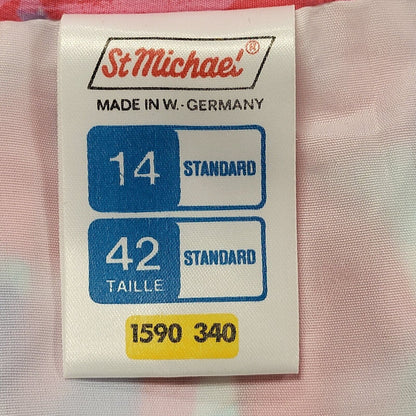 St Michael®
MADE IN W.-GERMANY
14 STANDARD
42 STANDARD
TAILLE
1590 340